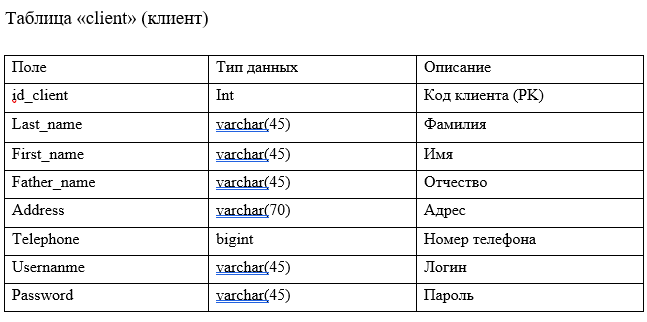 Таблица «client» (клиент)
Поле Тип данных Описание
id_client Int Код клиента (PK)
Last_name varchar(45) Фамилия
First_name varchar(45) Имя
Father_name varchar(45) Отчество
Address varchar(70) Адрес
Telephone bigint Номер телефона
Usernanme varchar(45) Логин
Password varchar(45) Пароль